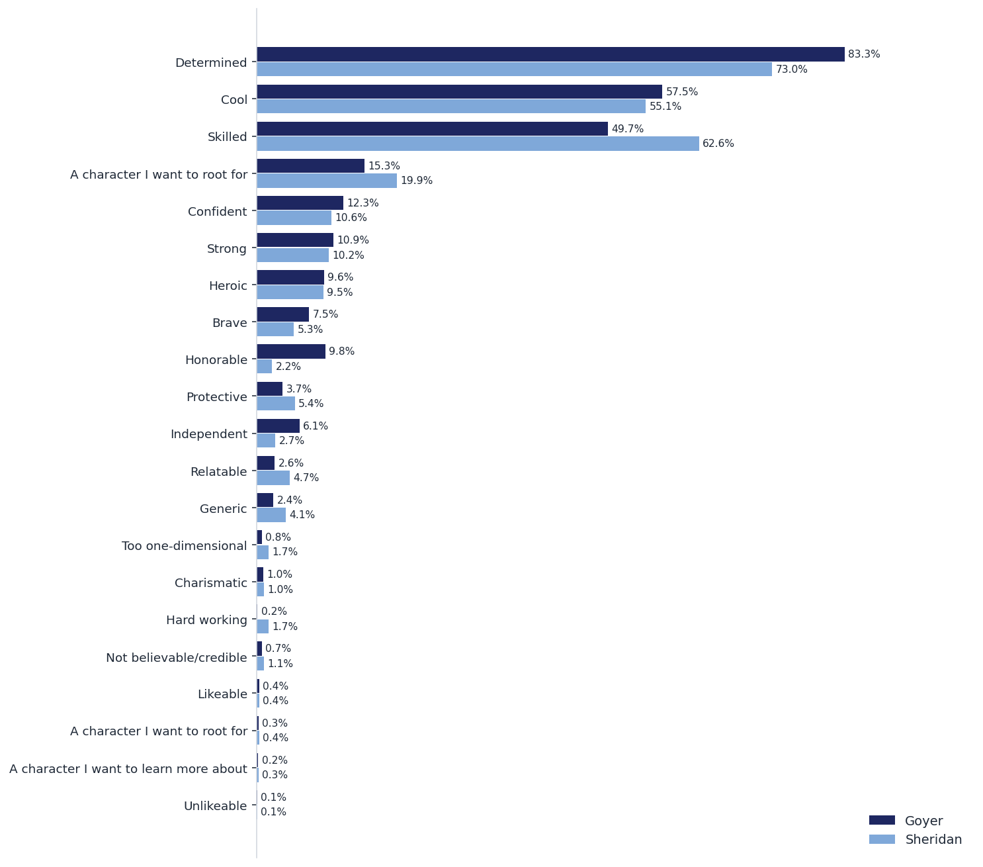 Determined
83.3%
73.0%
Cool
57.5%
55.1%
Skilled
49.7%
62.6%
A character I want to root for
15.3%
19.9%
Confident
12.3%
10.6%
Strong
10.9%
10.2%
Heroic
9.6%
9.5%
Brave
7.5%
5.3%
Honorable
9.8%
2.2%
Protective
3.7%
5.4%
Independent
6.1%
2.7%
Relatable
2.6%
4.7%
Generic
2.4%
4.1%
Too one-dimensional
0.8%
1.7%
Charismatic
1.0%
1.0%
Hard working
0.2%
1.7%
Not believable/credible
0.7%
1.1%
Likeable
0.4%
0.4%
A character I want to root for
0.3%
0.4%
A character I want to learn more about
0.2%
0.3%
Unlikeable
0.1%
0.1%
Goyer
Sheridan